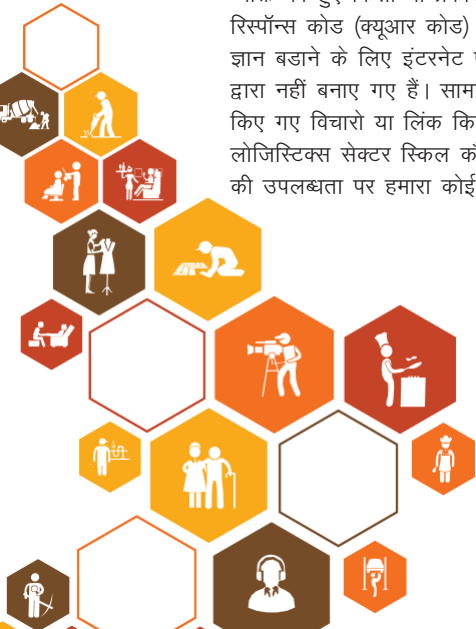 रिस्पॉन्स कोड (क्यूआर कोड)
ज्ञान बडाने के लिए इंटरनेट
द्वारा नहीं बनाए गए हैं। साम
किए गए विचारो या लिंक कि
लोजिस्टिक्स सेक्टर स्किल कौ
की उपलब्धता पर हमारा कोई